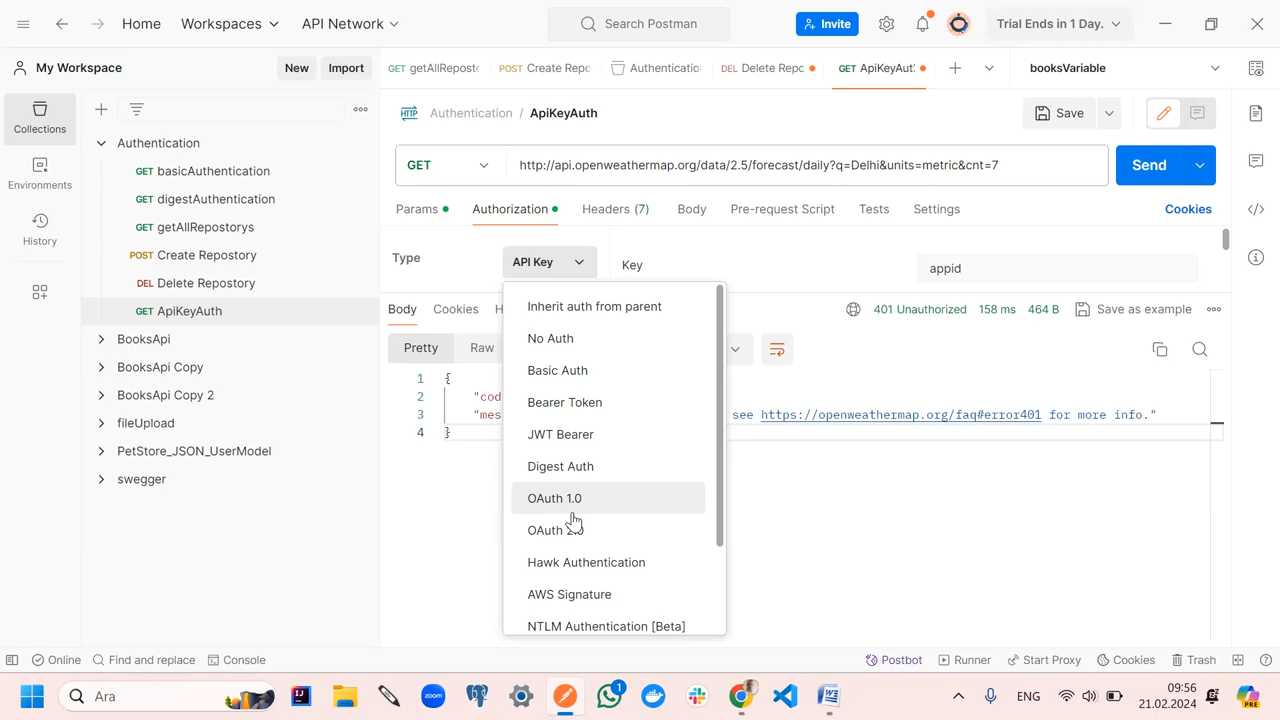 Home
Workspaces
API Network
Search Postman
Invite
Trial Ends in 1 Day.
My Workspace
New
Import
GET getAllReposto
POST Create Repo
Authenticatio
DEL Delete Repo
GET ApiKeyAut
booksVariable
Collections
Environments
History
Authentication
GET basicAuthentication
GET digestAuthentication
GET getAllRepostorys
POST Create Repostory
DEL Delete Repostory
GET ApiKeyAuth
BooksApi
BooksApi Copy
BooksApi Copy 2
fileUpload
PetStore_JSON_UserModel
swegger
HTTP
Authentication / ApiKeyAuth
Save
GET
http://api.openweathermap.org/data/2.5/forecast/daily?q=Delhi&units=metric&cnt=7
Send
Params
Authorization
Headers (7)
Body
Pre-request Script
Tests
Settings
Cookies
Type
API Key
Key
appid
Inherit auth from parent
No Auth
Basic Auth
Bearer Token
JWT Bearer
Digest Auth
OAuth 1.0
OAuth 2.0
Hawk Authentication
AWS Signature
NTLM Authentication [Beta]
Body
Cookies
H
401 Unauthorized
158 ms
464 B
Save as example
Pretty
Raw
1 {
2 "cod
3 "mes see https://openweathermap.org/faq#error401 for more info."
4 }
Online
Find and replace
Console
Postbot
Runner
Start Proxy
Cookies
Trash
Ara
zoom
1
ENG
09:56
21.02.2024
PRE